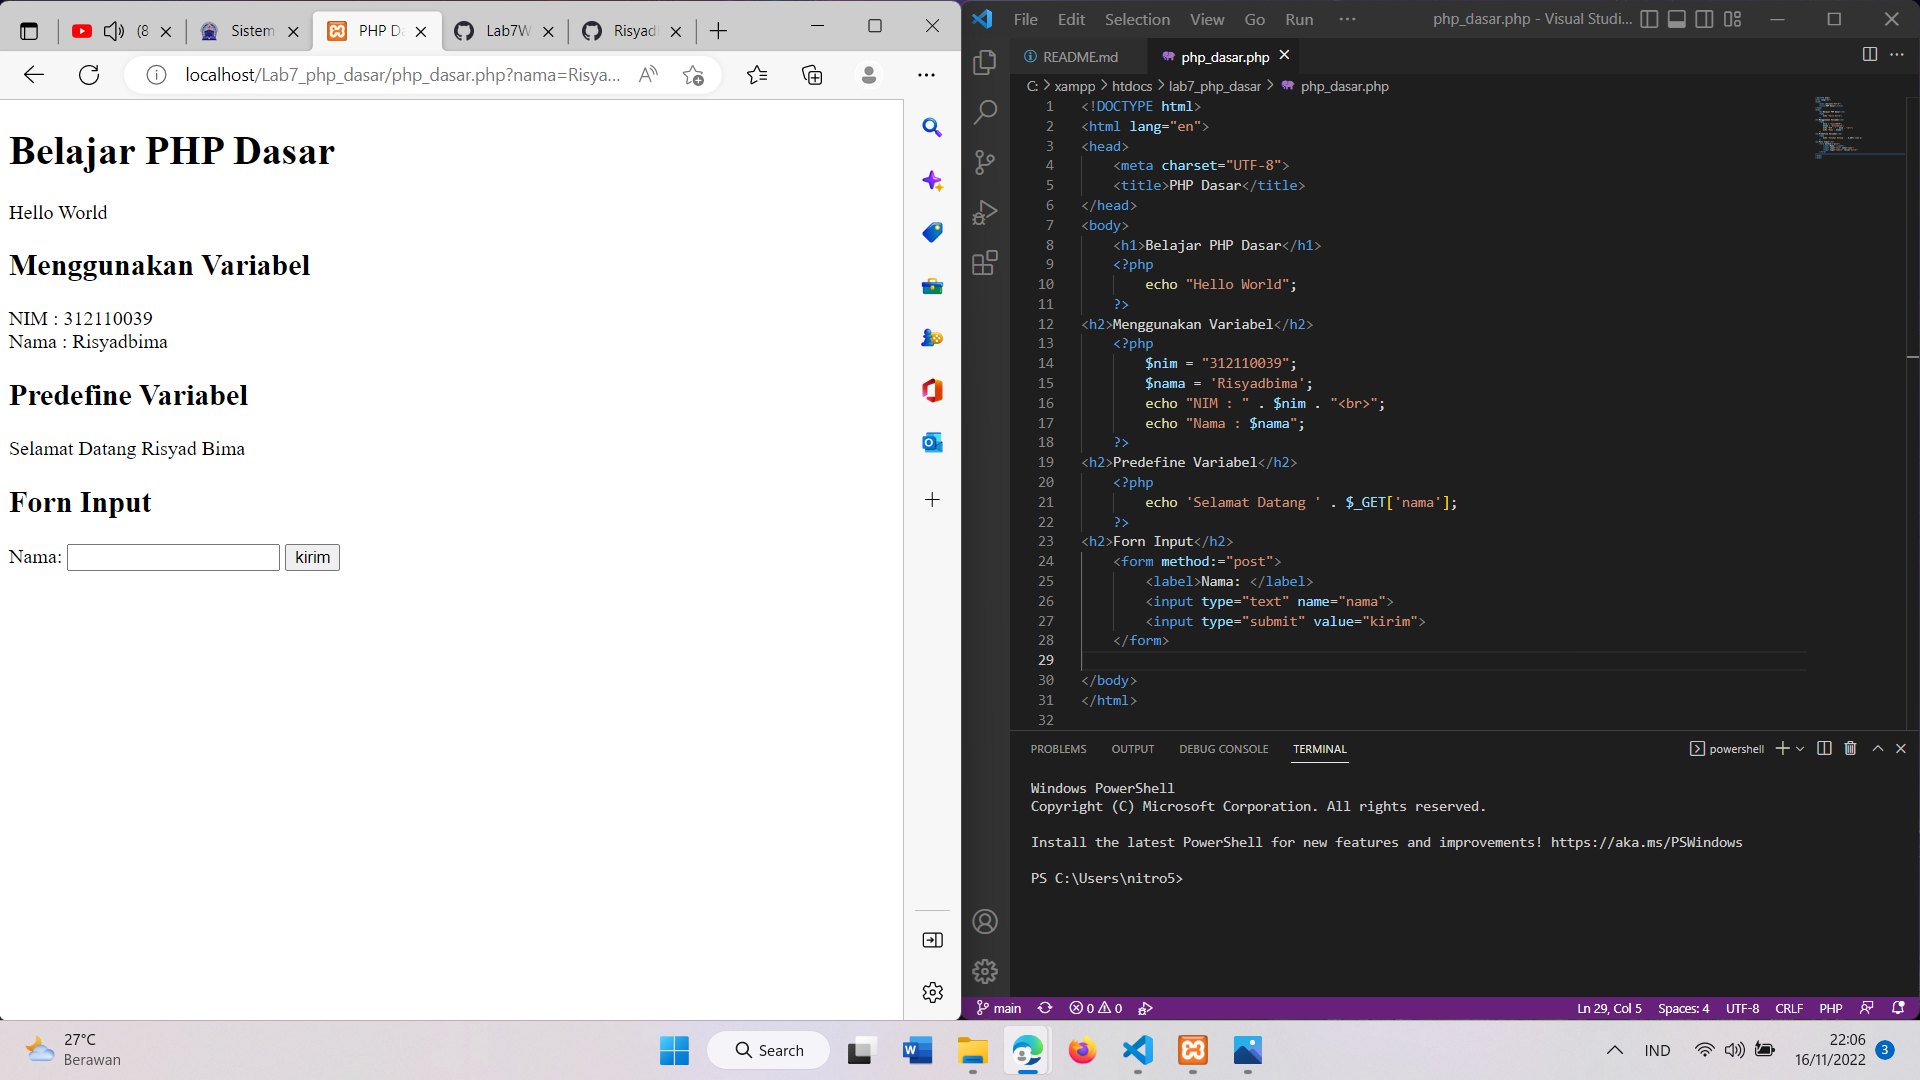 (8
Sistem
PHP D
Lab7W
Risyad
localhost/Lab7_php_dasar/php_dasar.php?nama=Risya...
Belajar PHP Dasar
Hello World
Menggunakan Variabel
NIM : 312110039
Nama : Risyadbima
Predefine Variabel
Selamat Datang Risyad Bima
Forn Input
Nama:
kirim
File Edit Selection View Go Run ···
php_dasar.php - Visual Studi...
README.md
php_dasar.php
C: > xampp > htdocs > lab7_php_dasar > php_dasar.php
1 <!DOCTYPE html>
2 <html lang="en">
3 <head>
4 <meta charset="UTF-8">
5 <title>PHP Dasar</title>
6 </head>
7 <body>
8 <h1>Belajar PHP Dasar</h1>
9 <?php
10 echo "Hello World";
11 ?>
12 <h2>Menggunakan Variabel</h2>
13 <?php
14 $nim = "312110039";
15 $nama = 'Risyadbima';
16 echo "NIM : " . $nim . "<br>";
17 echo "Nama : $nama";
18 ?>
19 <h2>Predefine Variabel</h2>
20 <?php
21 echo 'Selamat Datang ' . $_GET['nama'];
22 ?>
23 <h2>Forn Input</h2>
24 <form method:="post">
25 <label>Nama: </label>
26 <input type="text" name="nama">
27 <input type="submit" value="kirim">
28 </form>
29
30 </body>
31 </html>
32
PROBLEMS OUTPUT DEBUG CONSOLE TERMINAL
powershell
Windows PowerShell
Copyright (C) Microsoft Corporation. All rights reserved.
Install the latest PowerShell for new features and improvements! https://aka.ms/PSWindows
PS C:\Users\nitro5>
main 0 0
Ln 29, Col 5 Spaces: 4 UTF-8 CRLF PHP
27°C
Berawan
Search
IND
22:06
16/11/2022
3